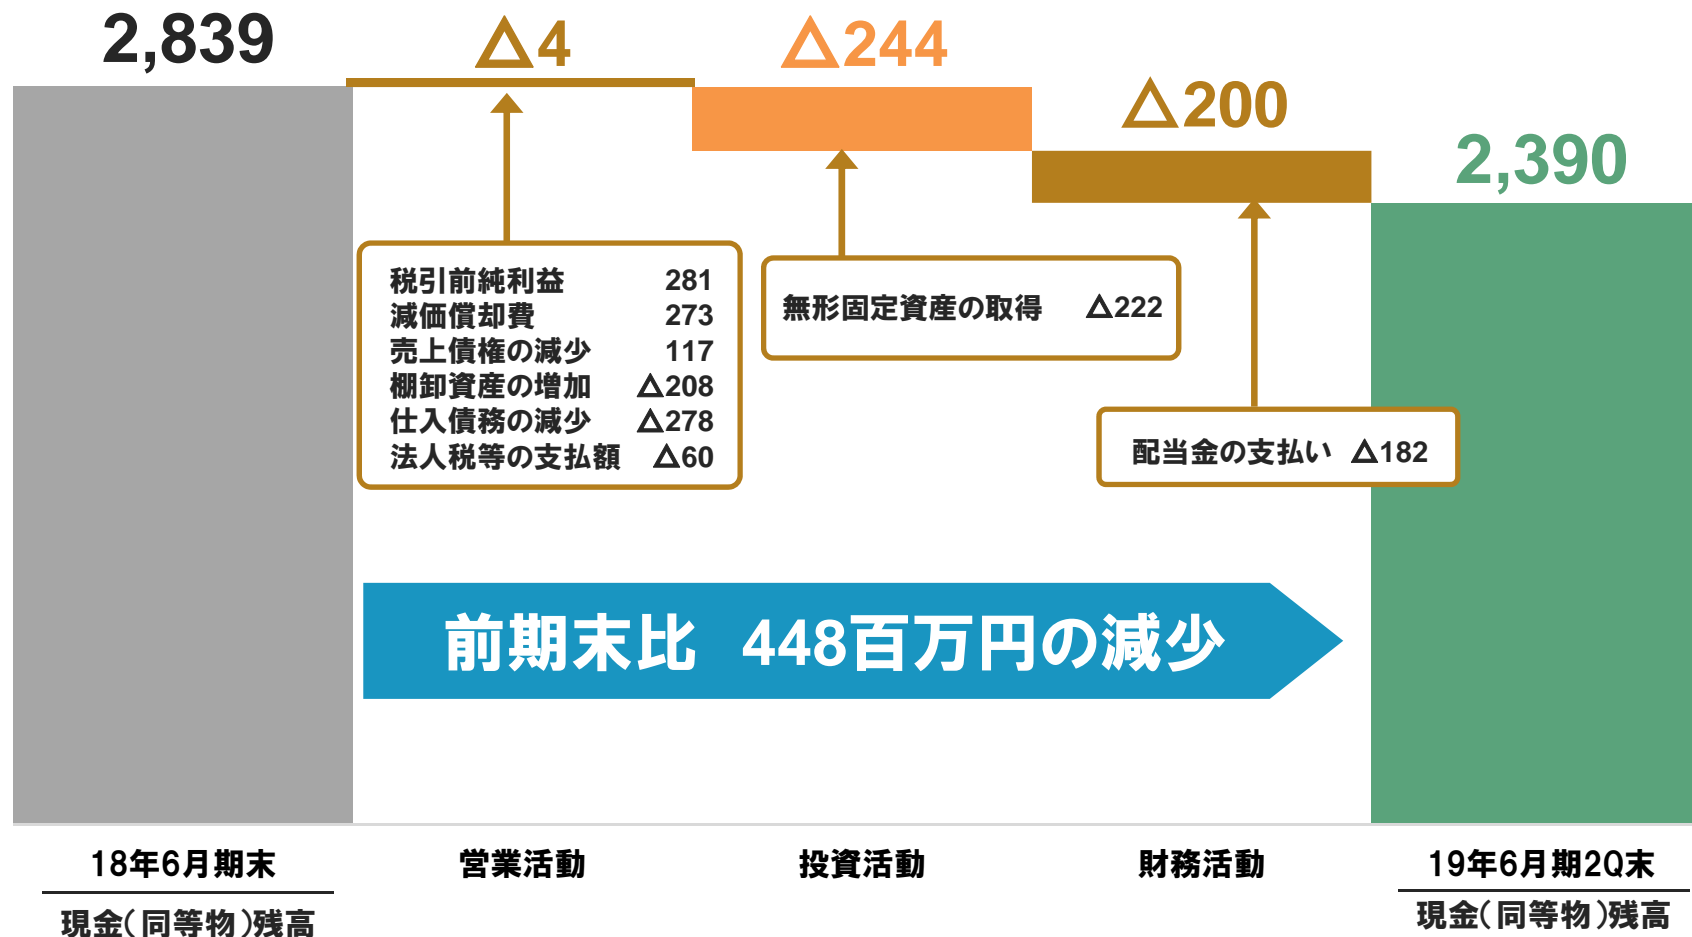 2,839
△4
△244
△200
2,390
税引前純利益 281
減価償却費 273
売上債権の減少 117
棚卸資産の増加 △208
仕入債務の減少 △278
法人税等の支払額 △60
無形固定資産の取得 △222
配当金の支払い △182
前期末比 448百万円の減少
18年6月期末
現金(同等物)残高
営業活動
投資活動
財務活動
19年6月期2Q末
現金(同等物)残高